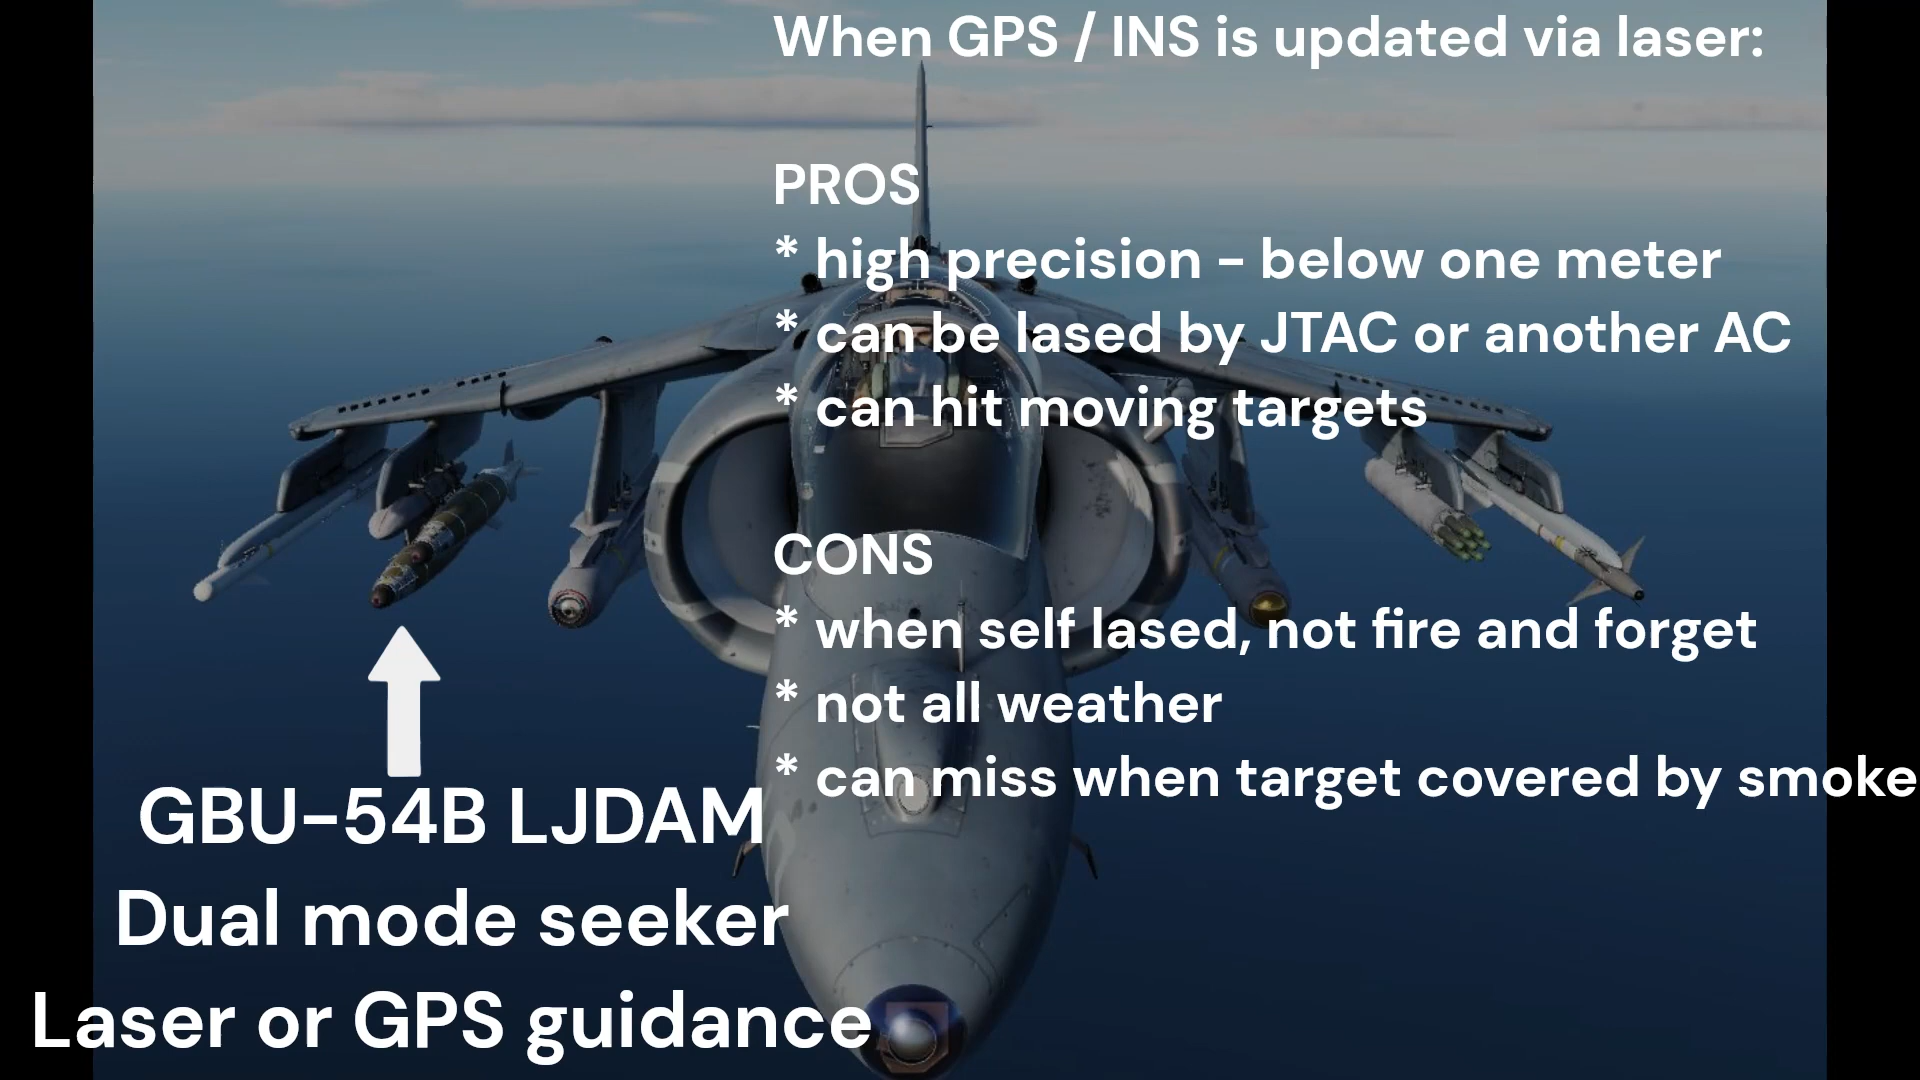 When GPS / INS is updated via laser:
PROS
* high precision - below one meter
* can be lased by JTAC or another AC
* can hit moving targets
CONS
* when self lased, not fire and forget
* not all weather
* can miss when target covered by smoke
GBU-54B LJDAM
Dual mode seeker
Laser or GPS guidance